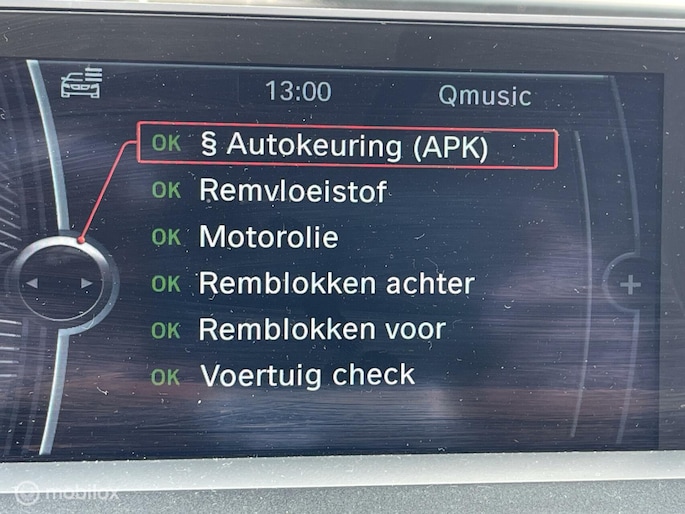 13:00 Qmusic
OK § Autokeuring (APK)
OK Remvloeistof
OK Motorolie
OK Remblokken achter
OK Remblokken voor
OK Voertuig check
mobilox